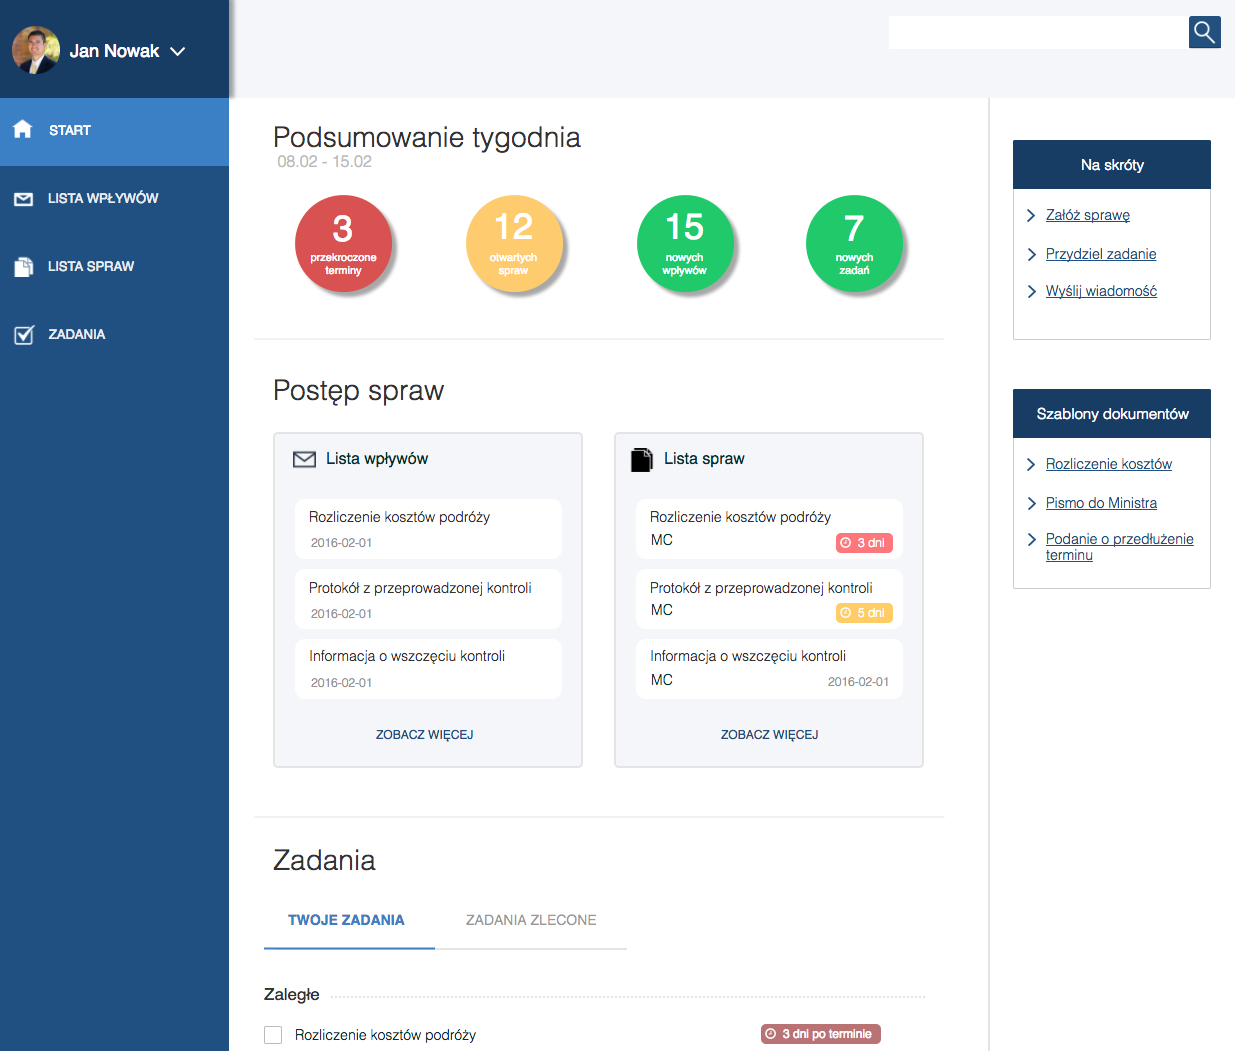 Jan Nowak
START
LISTA WPŁYWÓW
LISTA SPRAW
ZADANIA
Podsumowanie tygodnia
08.02 - 15.02
3
przekroczone
terminy
12
otwartych
spraw
15
nowych
wpływów
7
nowych
zadań
Postęp spraw
Lista wpływów
Rozliczenie kosztów podróży
2016-02-01
Protokół z przeprowadzonej kontroli
2016-02-01
Informacja o wszczęciu kontroli
2016-02-01
ZOBACZ WIĘCEJ
Lista spraw
Rozliczenie kosztów podróży
MC
3 dni
Protokół z przeprowadzonej kontroli
MC
5 dni
Informacja o wszczęciu kontroli
MC
2016-02-01
ZOBACZ WIĘCEJ
Zadania
TWOJE ZADANIA
ZADANIA ZLECONE
Zaległe
Rozliczenie kosztów podróży
3 dni po terminie
Na skróty
Załóż sprawę
Przydziel zadanie
Wyślij wiadomość
Szablony dokumentów
Rozliczenie kosztów
Pismo do Ministra
Podanie o przedłużenie
terminu